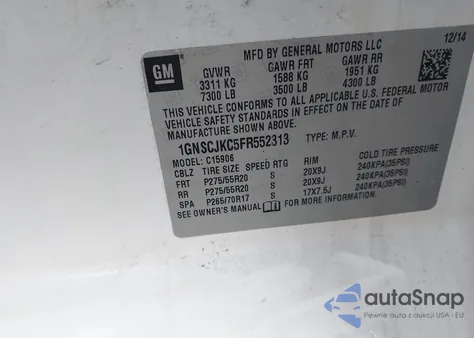 GM
MFD BY GENERAL MOTORS LLC 12/14
GVWR GAWR FRT GAWR RR
3311 KG 1588 KG 1951 KG
7300 LB 3500 LB 4300 LB
THIS VEHICLE CONFORMS TO ALL APPLICABLE U.S. FEDERAL MOTOR
VEHICLE SAFETY STANDARDS IN EFFECT ON THE DATE OF
MANUFACTURE SHOWN ABOVE.
1GNSCJKC5FR552313 TYPE: M.P.V.
MODEL: C15906
CBLZ TIRE SIZE SPEED RTG RIM COLD TIRE PRESSURE
FRT P275/55R20 S 20X9J 240KPA(35PSI)
RR P275/55R20 S 20X9J 240KPA(35PSI)
SPA P265/70R17 S 17X7.5J 240KPA(35PSI)
SEE OWNER'S MANUAL FOR MORE INFORMATION.
autoSnap
Pewne auta z aukcji USA - EU